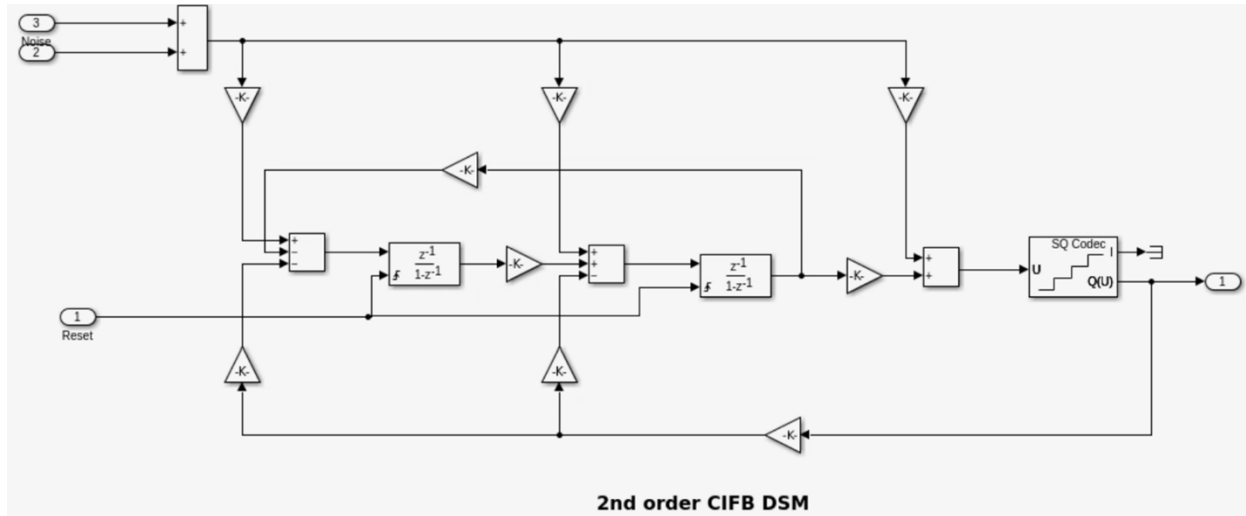 3
Noise
2
+
+
-K-
-K-
-K-
-K-
+
−
−
z-1
1-z-1
-K-
+
+
−
z-1
1-z-1
-K-
+
+
SQ Codec
I
U
Q(U)
1
1
Reset
-K-
-K-
-K-
2nd order CIFB DSM